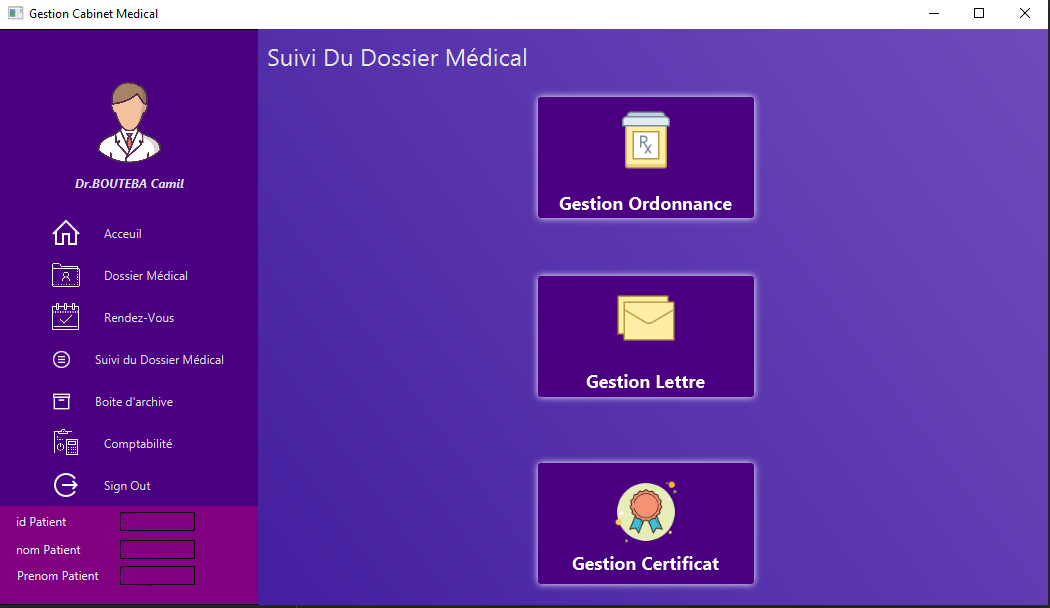 Gestion Cabinet Medical
Suivi Du Dossier Médical
Dr.BOUTEBA Camil
Acceuil
Dossier Médical
Rendez-Vous
Suivi du Dossier Médical
Boite d'archive
Comptabilité
Sign Out
id Patient
nom Patient
Prenom Patient
Rx
Gestion Ordonnance
Gestion Lettre
Gestion Certificat